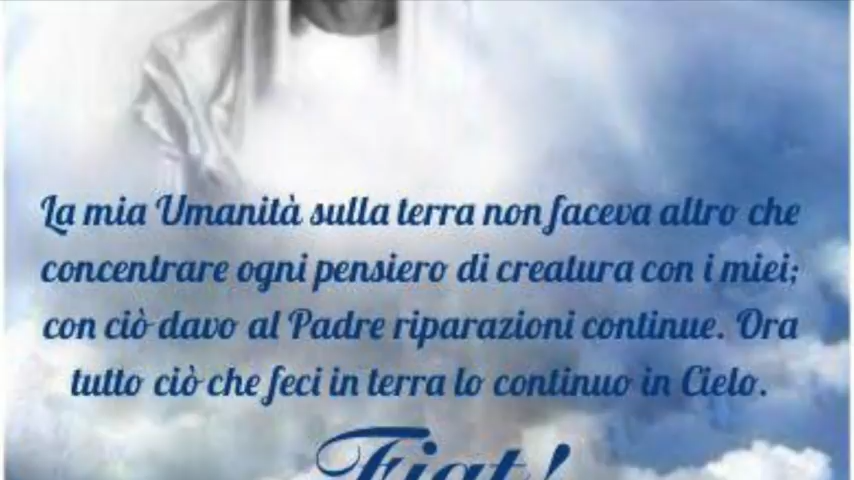 La mia Umanità sulla terra non faceva altro che
concentrare ogni pensiero di creatura con i miei;
con ciò davo al Padre riparazioni continue. Ora
tutto ciò che feci in terra lo continuo in Cielo.
Fiat!